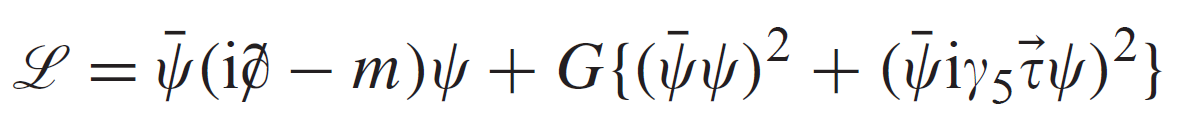 ℒ = ψ̄(i∂̸ − m)ψ + G{(ψ̄ψ)² + (ψ̄iγ₅τ⃗ψ)²}